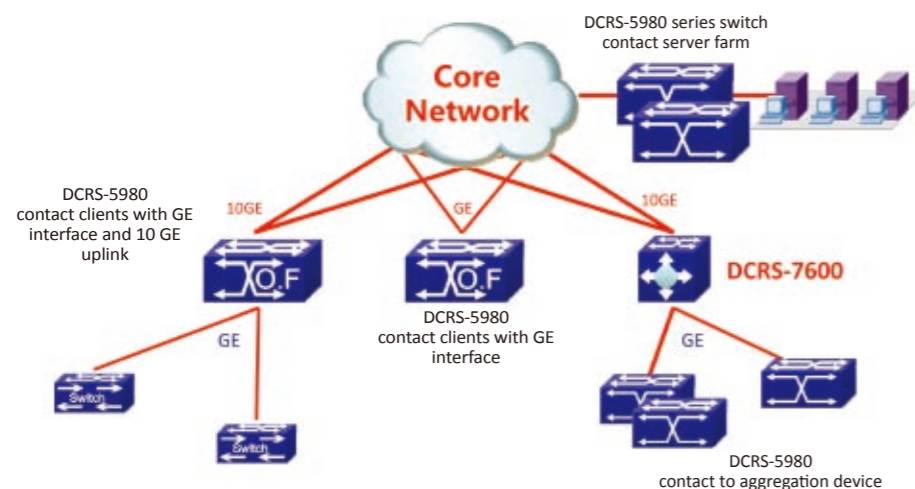 DCRS-5980 series switch
contact server farm
Core
Network
DCRS-5980
contact clients with GE
interface and 10 GE
uplink
10GE
GE
10GE
O.F
O.F
DCRS-7600
DCRS-5980
contact clients with GE
interface
GE
GE
Switch
Switch
DCRS-5980
contact to aggregation device